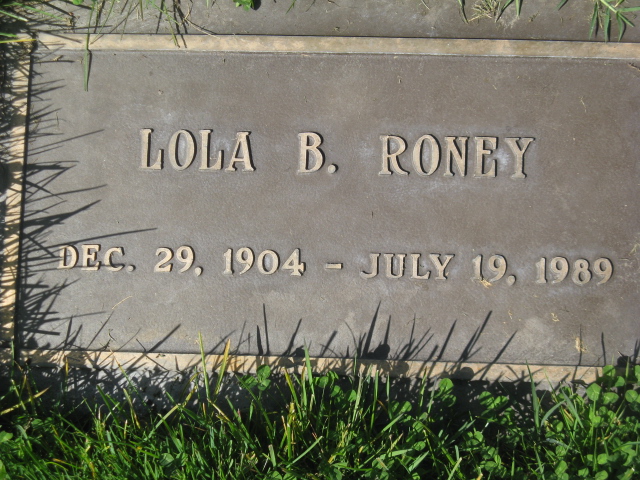 LOLA B. RONEY
DEC. 29, 1904 - JULY 19, 1989